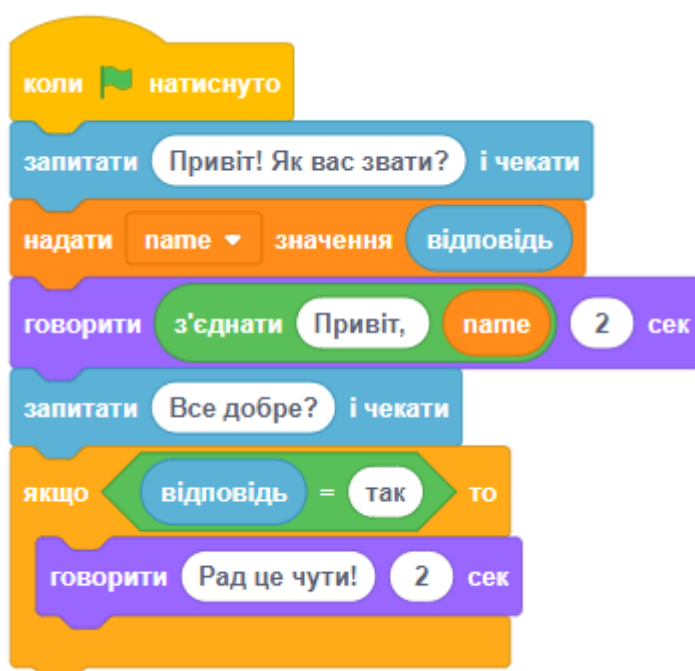 коли натиснуто
запитати Привіт! Як вас звати? і чекати
надати name значення відповідь
говорити з'єднати Привіт, name 2 сек
запитати Все добре? і чекати
якщо відповідь = так то
говорити Рад це чути! 2 сек